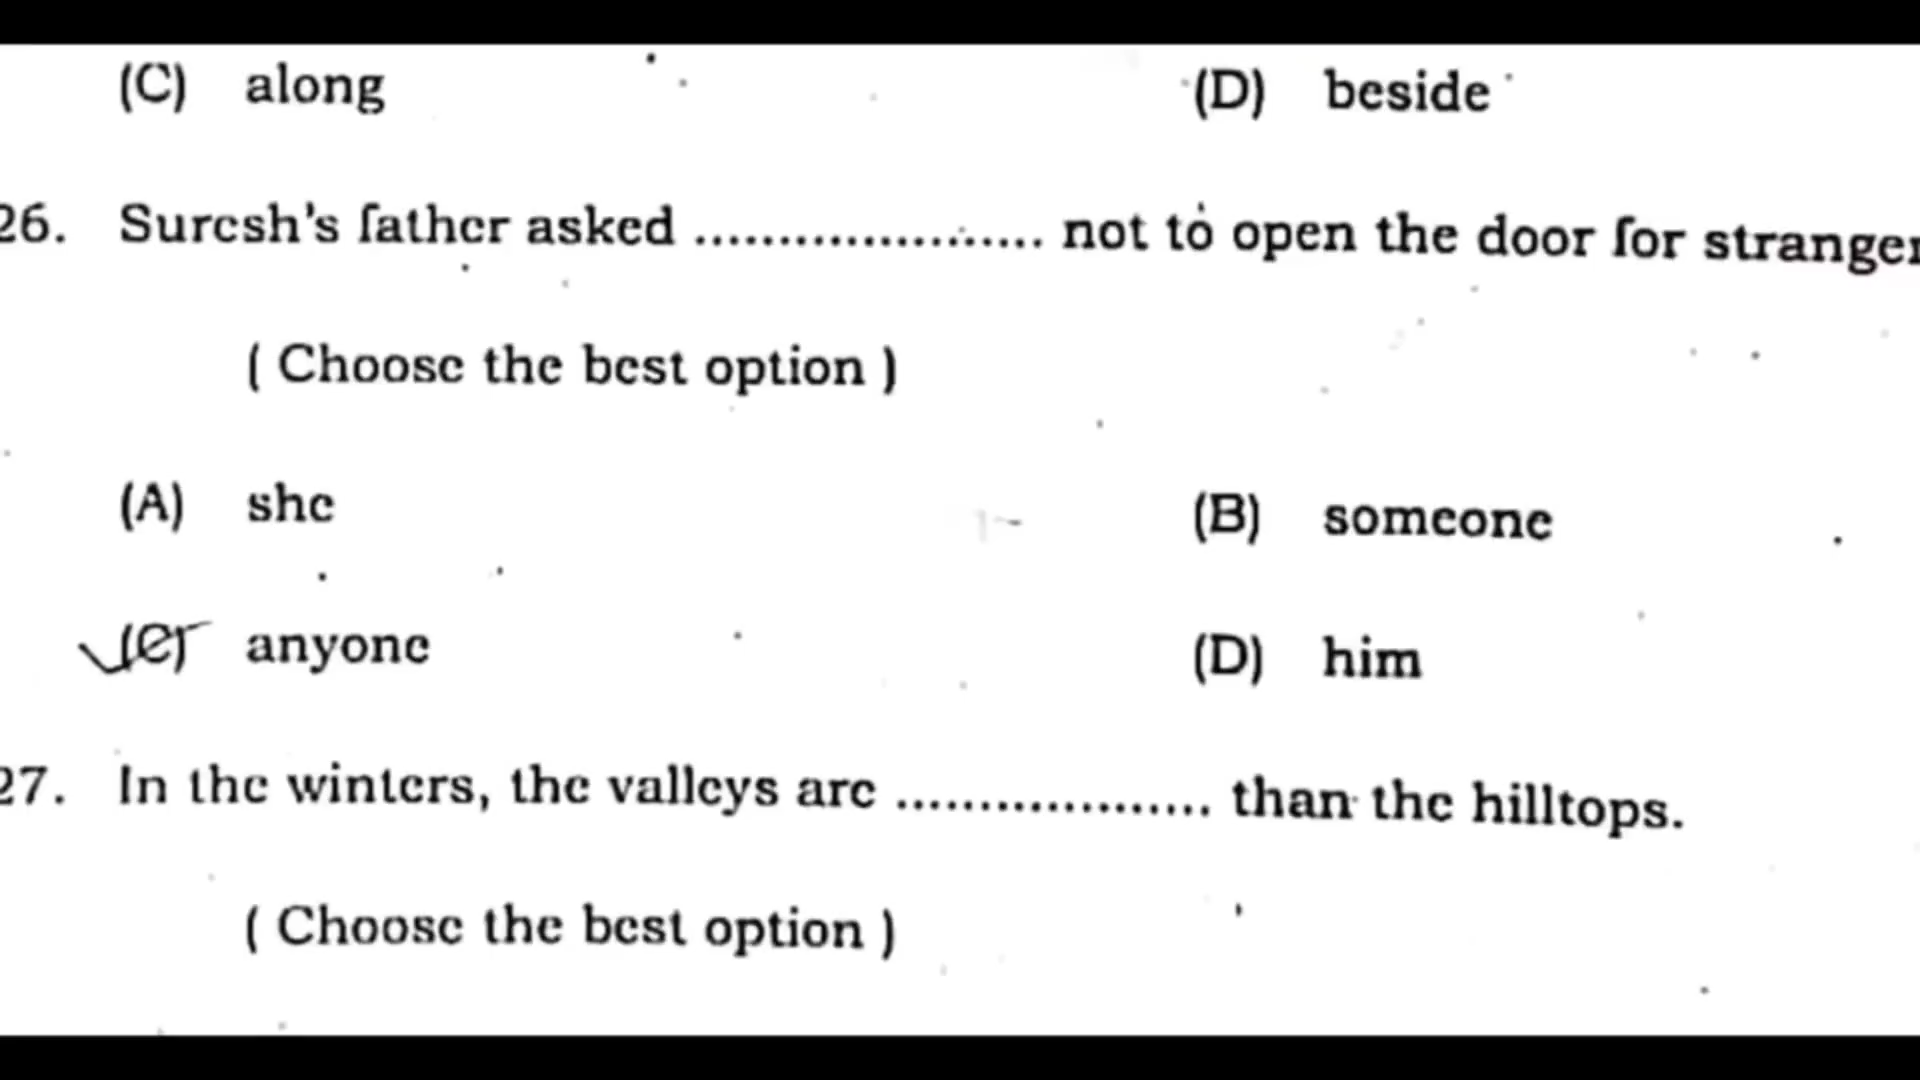 (C) along (D) beside
26. Suresh's father asked ..................... not to open the door for stranger
( Choose the best option )
(A) she (B) someone
(C) anyone (D) him
27. In the winters, the valleys are ................... than the hilltops.
( Choose the best option )